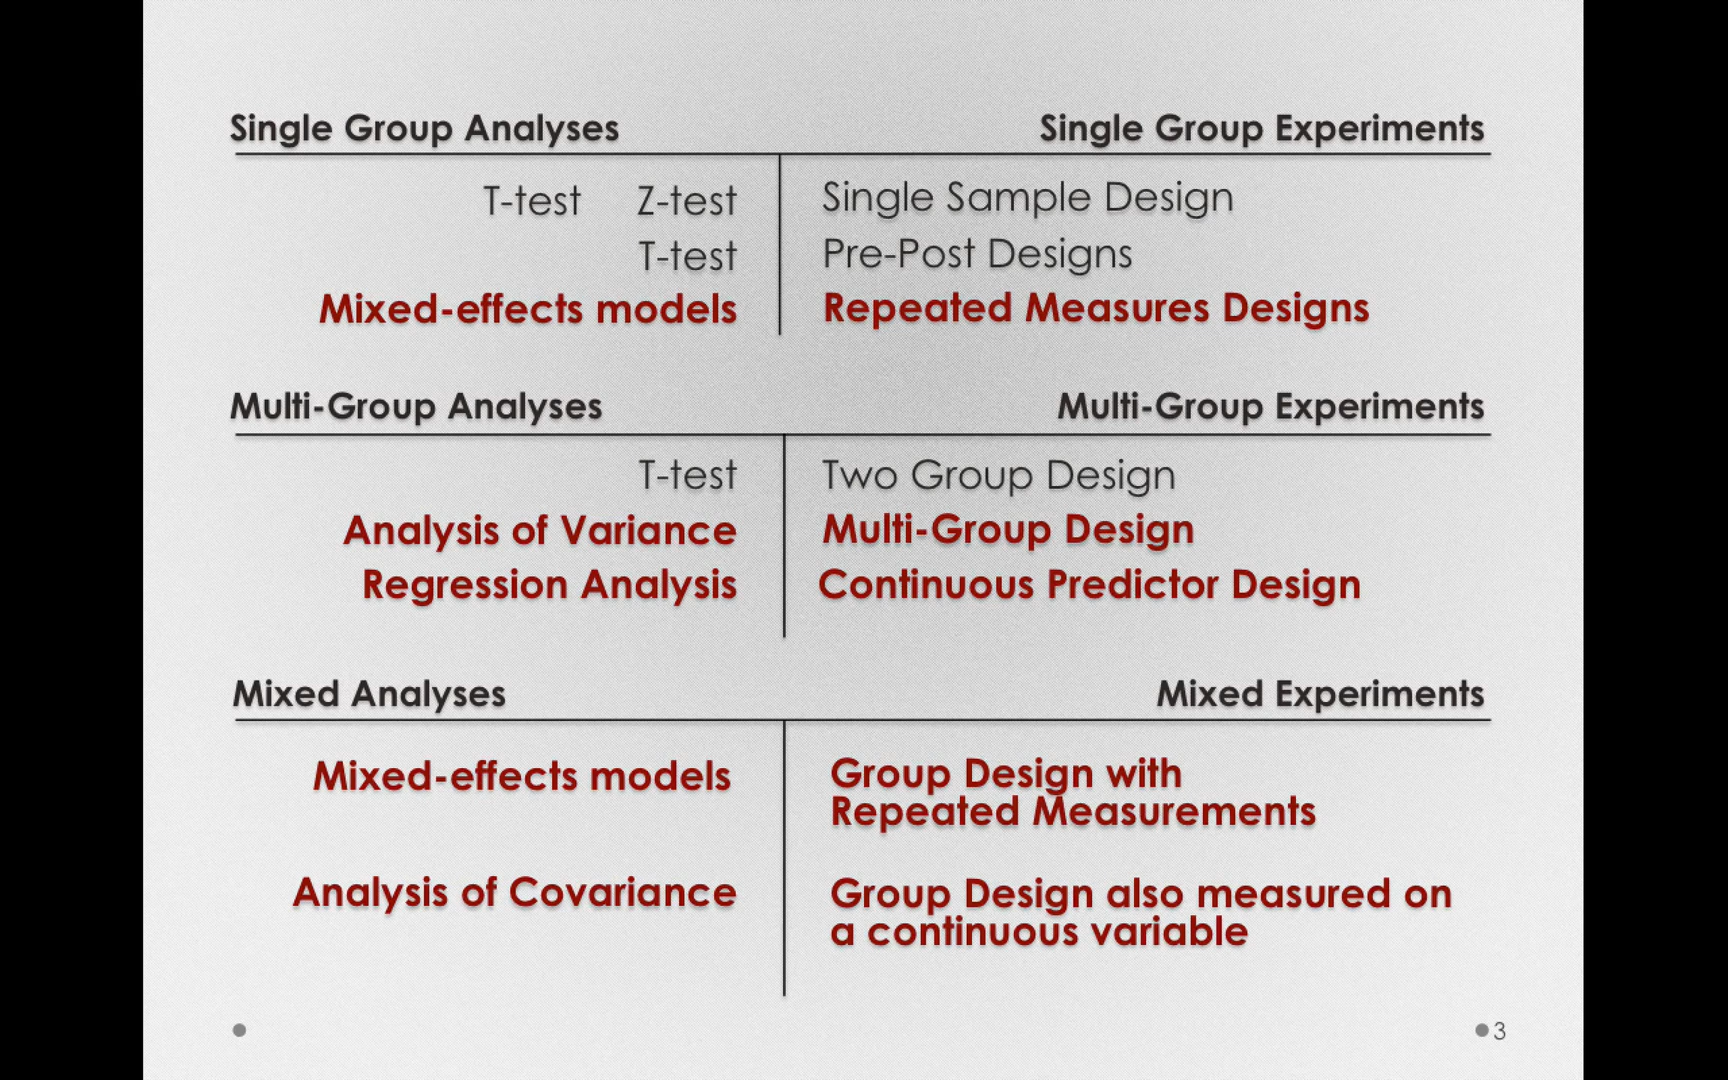 Single Group Analyses Single Group Experiments
T-test Z-test Single Sample Design
T-test Pre-Post Designs
Mixed-effects models Repeated Measures Designs
Multi-Group Analyses Multi-Group Experiments
T-test Two Group Design
Analysis of Variance Multi-Group Design
Regression Analysis Continuous Predictor Design
Mixed Analyses Mixed Experiments
Mixed-effects models Group Design with
Repeated Measurements
Analysis of Covariance Group Design also measured on
a continuous variable
3